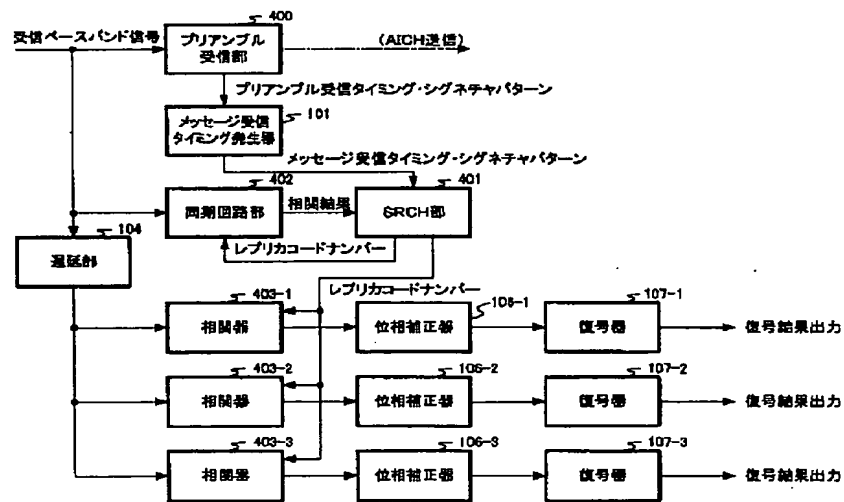 400
受信ベースバンド信号
プリアンブル
受信部
(AICH送信)
プリアンブル受信タイミング・シグネチャパターン
メッセージ受信
タイミング発生器
101
メッセージ受信タイミング・シグネチャパターン
402
401
同期回路部
相関結果
SRCH部
104
レプリカコードナンバー
遅延部
レプリカコードナンバー
403-1
106-1
107-1
相関器
位相補正器
復号器
復号結果出力
403-2
106-2
107-2
相関器
位相補正器
復号器
復号結果出力
403-3
106-3
107-3
相関器
位相補正器
復号器
復号結果出力